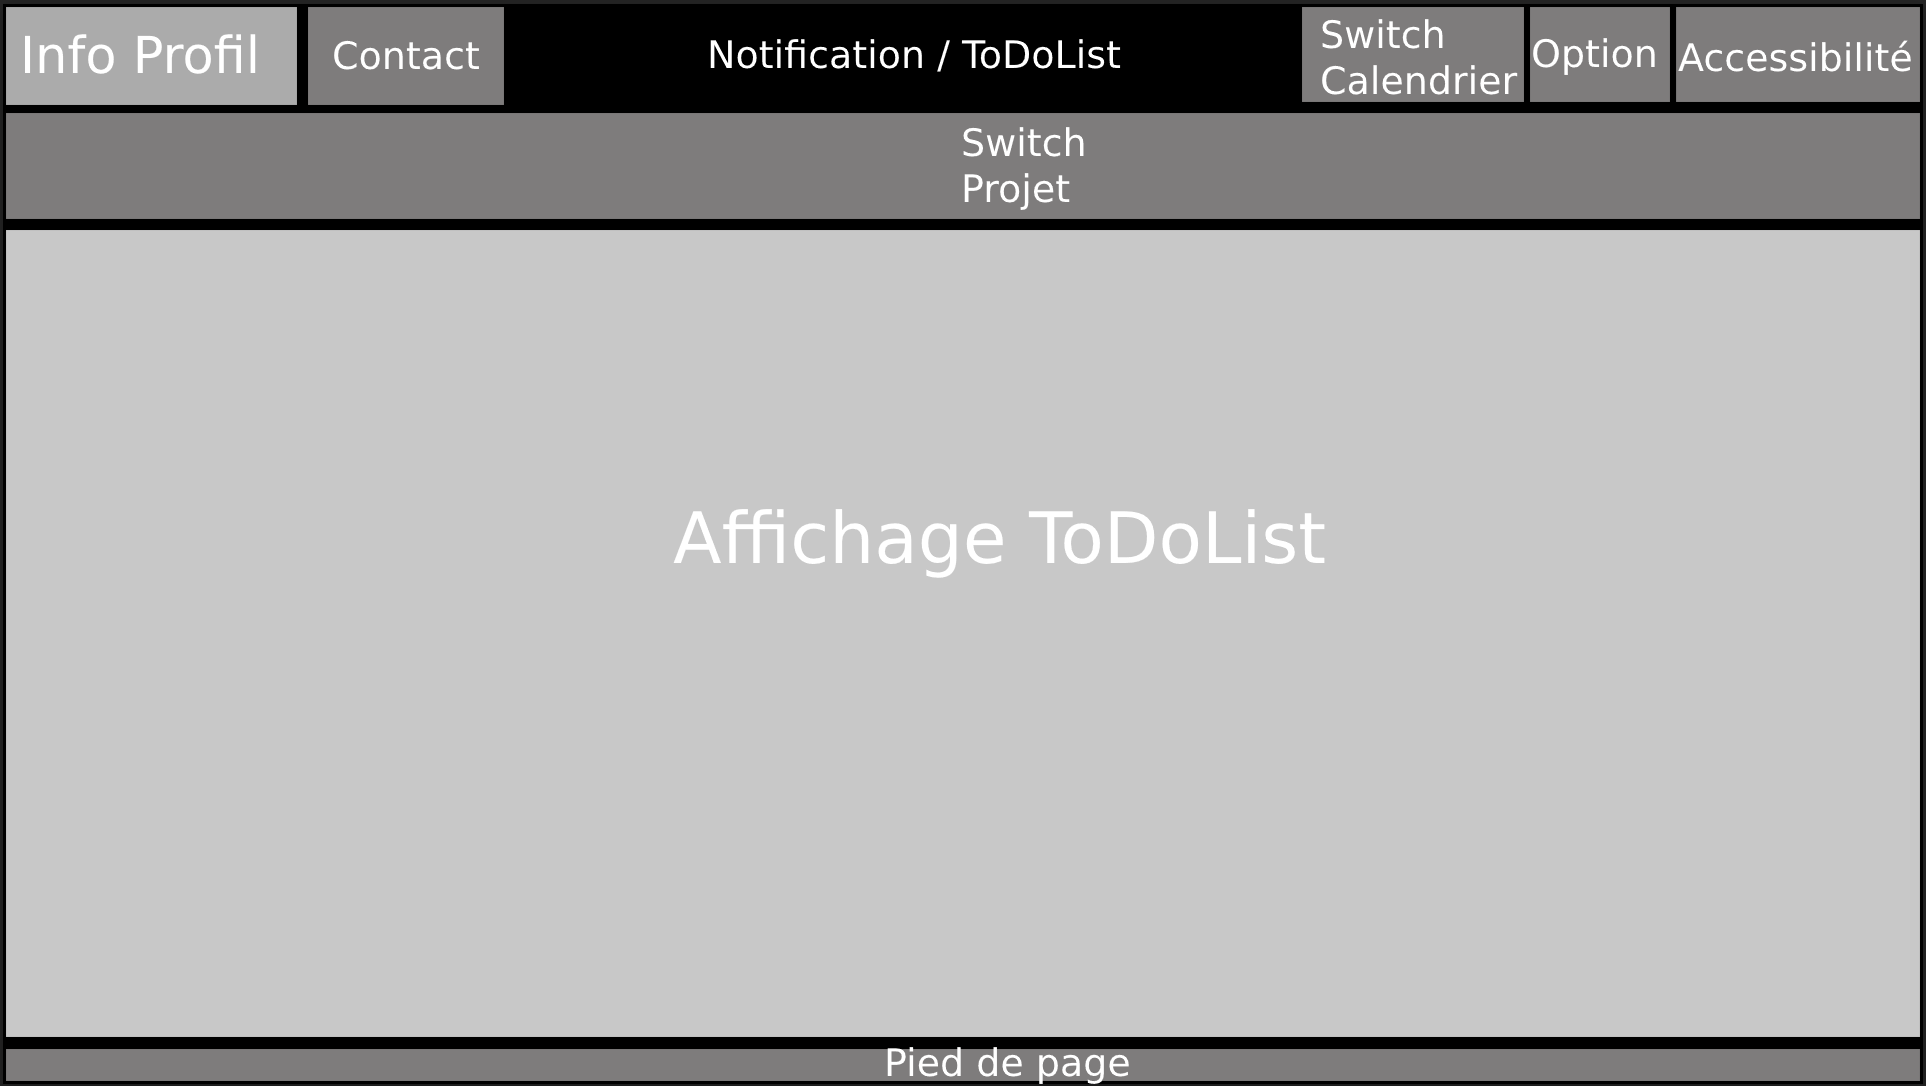 Info Profil
Contact
Notification / ToDoList
Switch
Calendrier
Option
Accessibilité
Switch
Projet
Affichage ToDoList
Pied de page